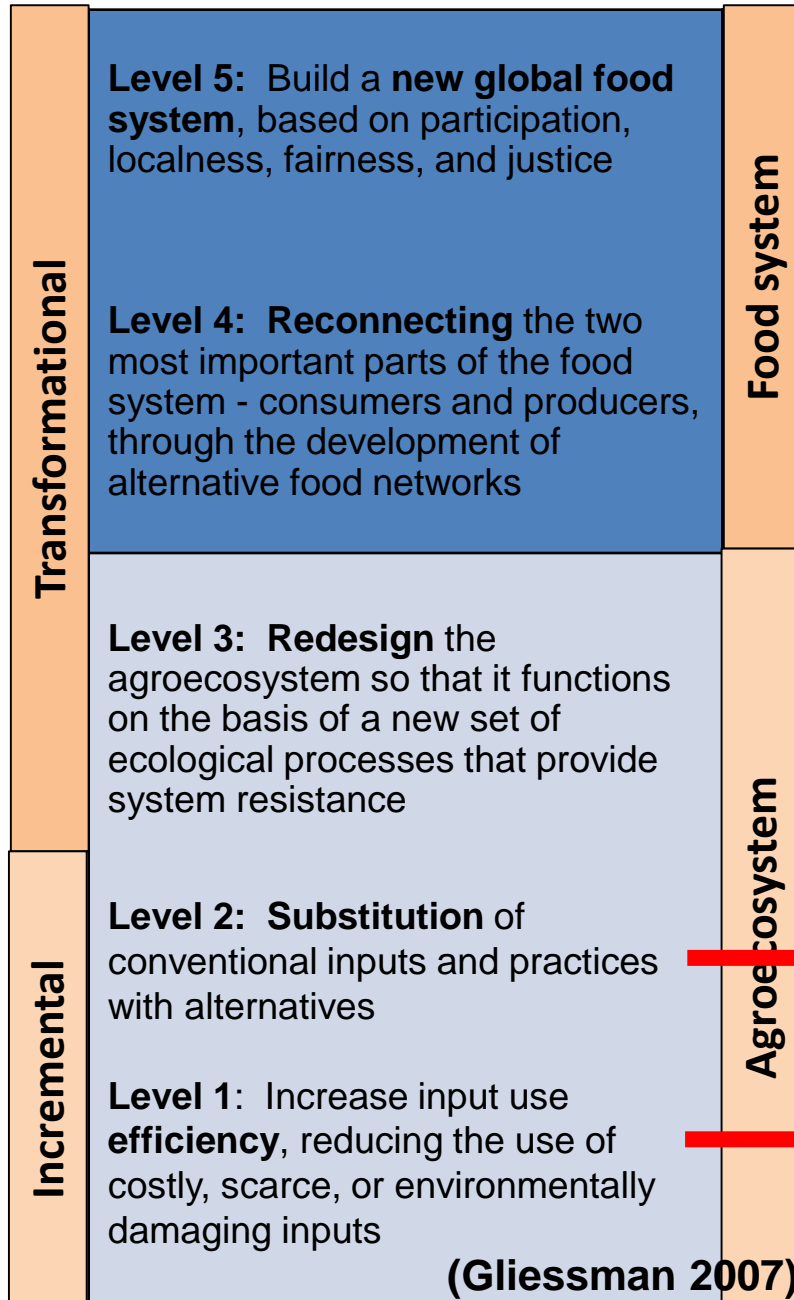 Transformational
Incremental
Level 5:  Build a new global food
system, based on participation,
localness, fairness, and justice
Level 4:  Reconnecting the two
most important parts of the food
system - consumers and producers,
through the development of
alternative food networks
Level 3:  Redesign the
agroecosystem so that it functions
on the basis of a new set of
ecological processes that provide
system resistance
Level 2:  Substitution of
conventional inputs and practices
with alternatives
Level 1:  Increase input use
efficiency, reducing the use of
costly, scarce, or environmentally
damaging inputs
Food system
Agroecosystem
(Gliessman 2007)